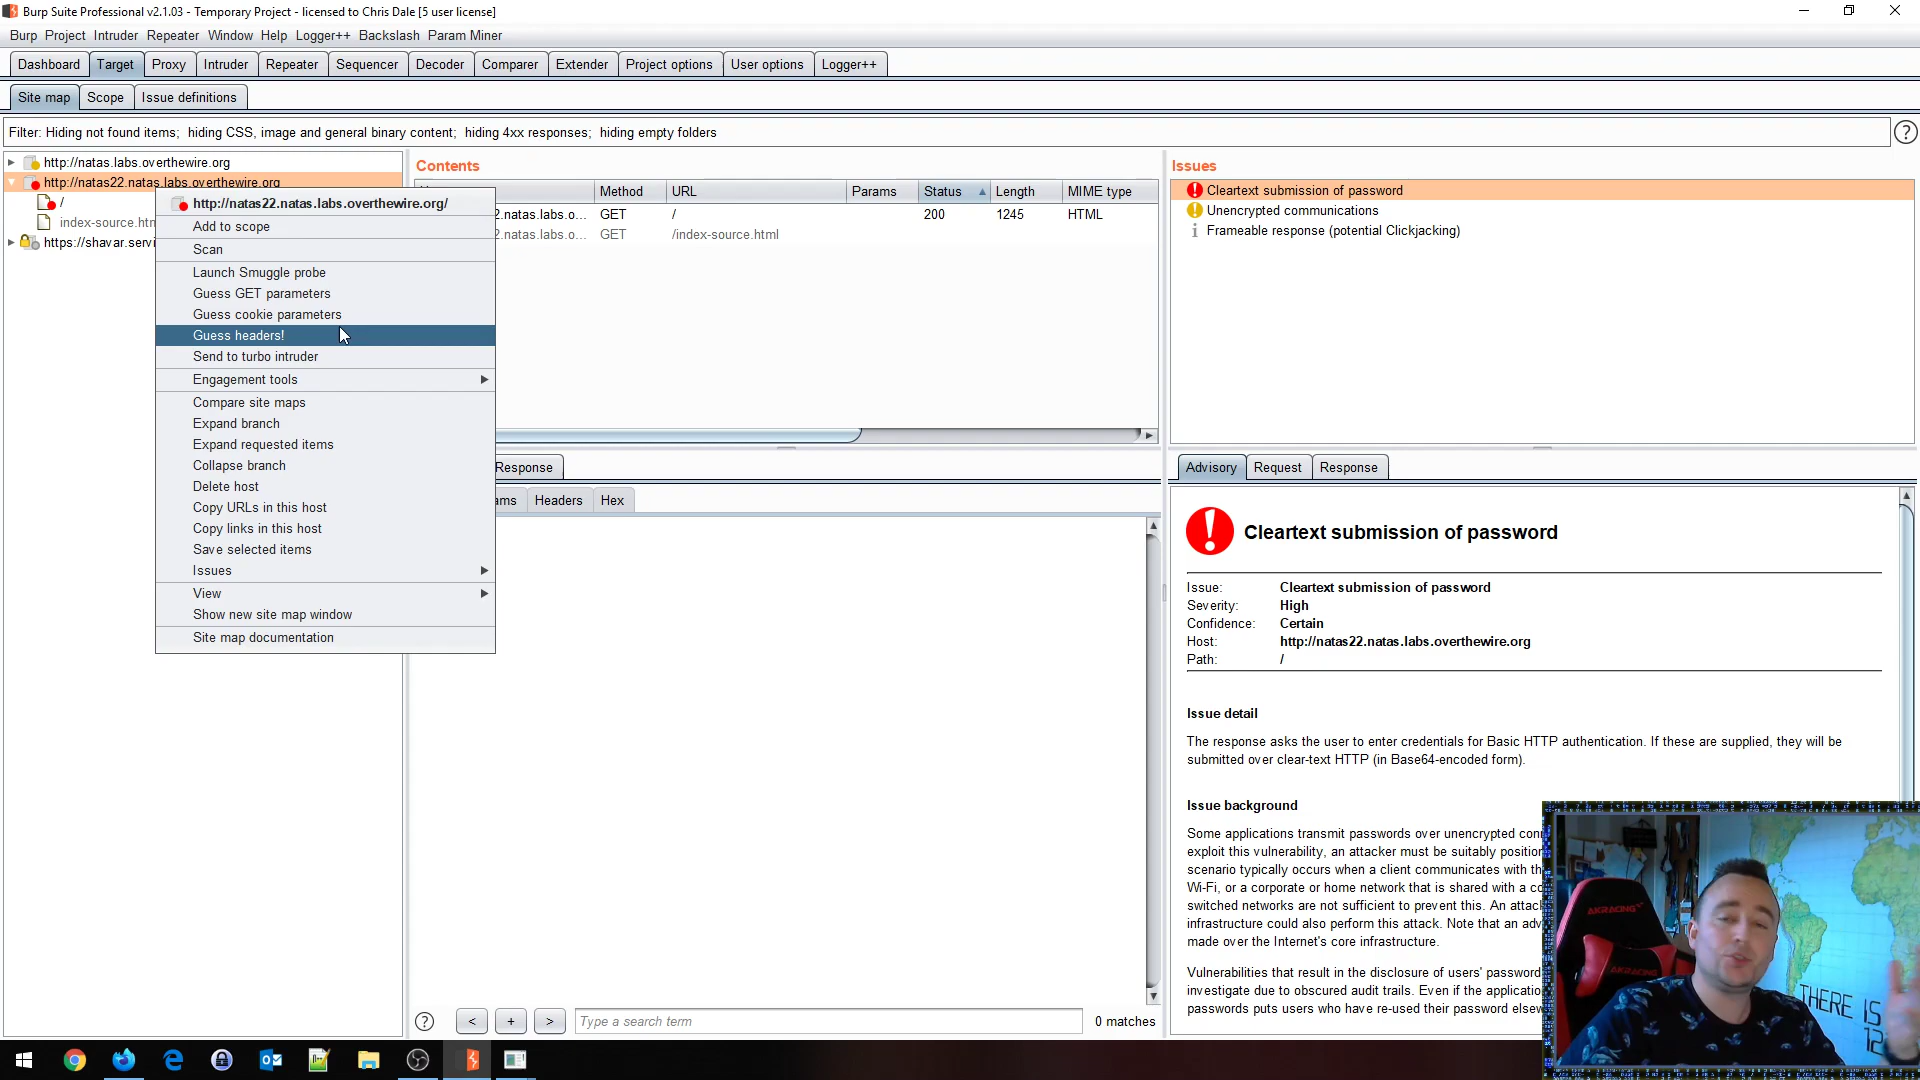 Burp Suite Professional v2.1.03 - Temporary Project - licensed to Chris Dale [5 user license]
Burp Project Intruder Repeater Window Help Logger++ Backslash Param Miner
Dashboard Target Proxy Intruder Repeater Sequencer Decoder Comparer Extender Project options User options Logger++
Site map Scope Issue definitions
Filter: Hiding not found items; hiding CSS, image and general binary content; hiding 4xx responses; hiding empty folders
http://natas.labs.overthewire.org
http://natas22.natas.labs.overthewire.org
/
index-source.htm
https://shavar.servi
http://natas22.natas.labs.overthewire.org/
Add to scope
Scan
Launch Smuggle probe
Guess GET parameters
Guess cookie parameters
Guess headers!
Send to turbo intruder
Engagement tools
Compare site maps
Expand branch
Expand requested items
Collapse branch
Delete host
Copy URLs in this host
Copy links in this host
Save selected items
Issues
View
Show new site map window
Site map documentation
Contents
Method URL Params Status Length MIME type
2.natas.labs.o... GET / 200 1245 HTML
2.natas.labs.o... GET /index-source.html
Response
ms Headers Hex
? < + > Type a search term 0 matches
Issues
Cleartext submission of password
Unencrypted communications
Frameable response (potential Clickjacking)
Advisory Request Response
Cleartext submission of password
Issue: Cleartext submission of password
Severity: High
Confidence: Certain
Host: http://natas22.natas.labs.overthewire.org
Path: /
Issue detail
The response asks the user to enter credentials for Basic HTTP authentication. If these are supplied, they will be
submitted over clear-text HTTP (in Base64-encoded form).
Issue background
Some applications transmit passwords over unencrypted con
exploit this vulnerability, an attacker must be suitably position
scenario typically occurs when a client communicates with th
Wi-Fi, or a corporate or home network that is shared with a co
switched networks are not sufficient to prevent this. An attac
infrastructure could also perform this attack. Note that an adv
made over the Internet's core infrastructure.
Vulnerabilities that result in the disclosure of users' password
investigate due to obscured audit trails. Even if the application
passwords puts users who have re-used their password elsew
AKRACING
AKRACING
THERE IS
12